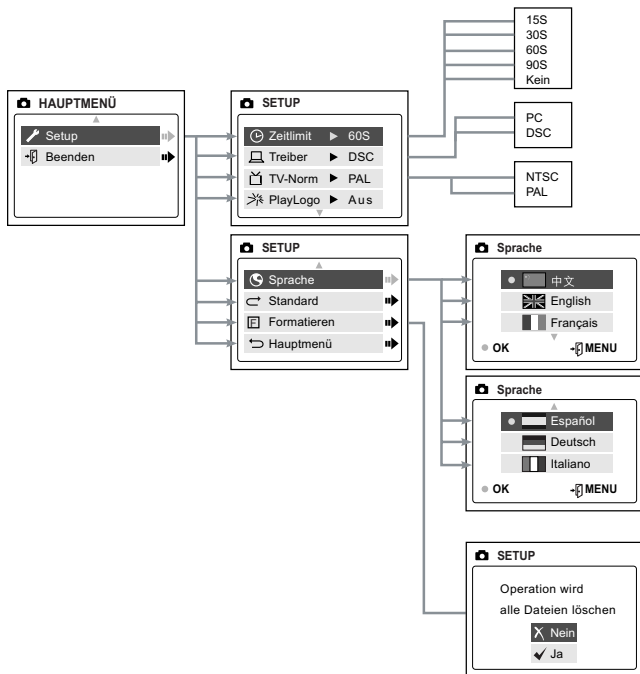 HAUPTMENÜ
Setup
Beenden
SETUP
Zeitlimit 60S
Treiber DSC
TV-Norm PAL
PlayLogo Aus
15S
30S
60S
90S
Kein
PC
DSC
NTSC
PAL
SETUP
Sprache
Standard
F Formatieren
Hauptmenü
Sprache
中文
English
Français
OK MENU
Sprache
Español
Deutsch
Italiano
OK MENU
SETUP
Operation wird
alle Dateien löschen
Nein
Ja